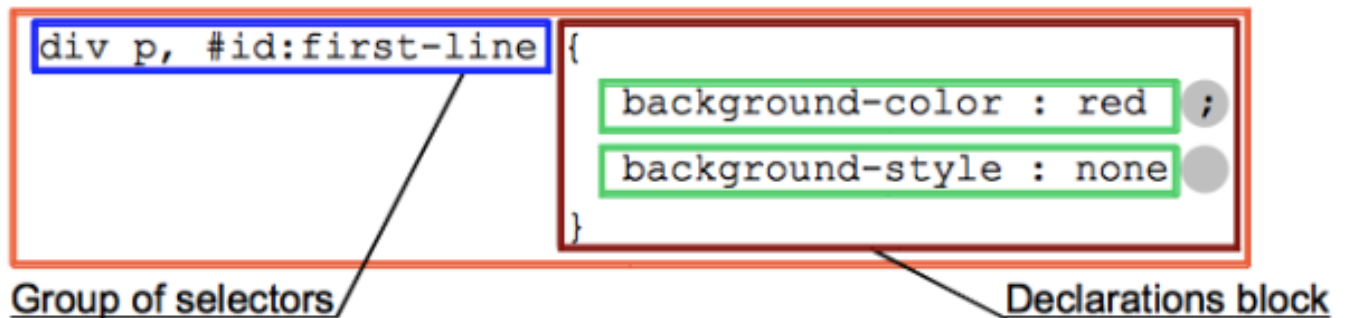 div p, #id:first-line {
background-color : red ;
background-style : none
}
Group of selectors
Declarations block